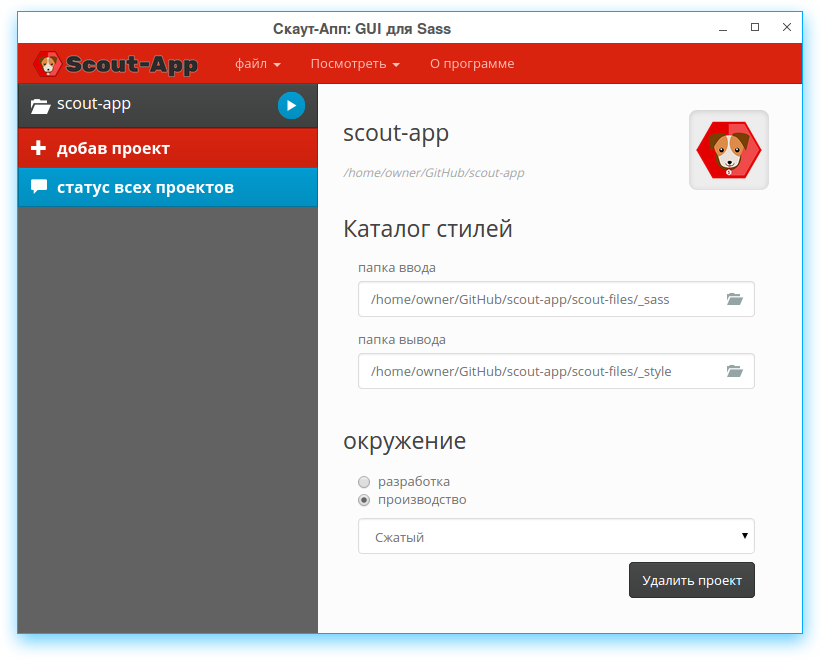 Скаут-Апп: GUI для Sass
Scout-App файл Посмотреть О программе
scout-app
добав проект
статус всех проектов
scout-app
/home/owner/GitHub/scout-app
Каталог стилей
папка ввода
/home/owner/GitHub/scout-app/scout-files/_sass
папка вывода
/home/owner/GitHub/scout-app/scout-files/_style
окружение
разработка
производство
Сжатый
Удалить проект